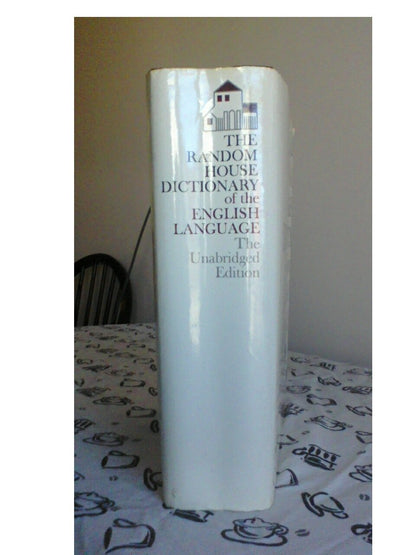 THE
RANDOM
HOUSE
DICTIONARY
of the
ENGLISH
LANGUAGE
The
Unabridged
Edition